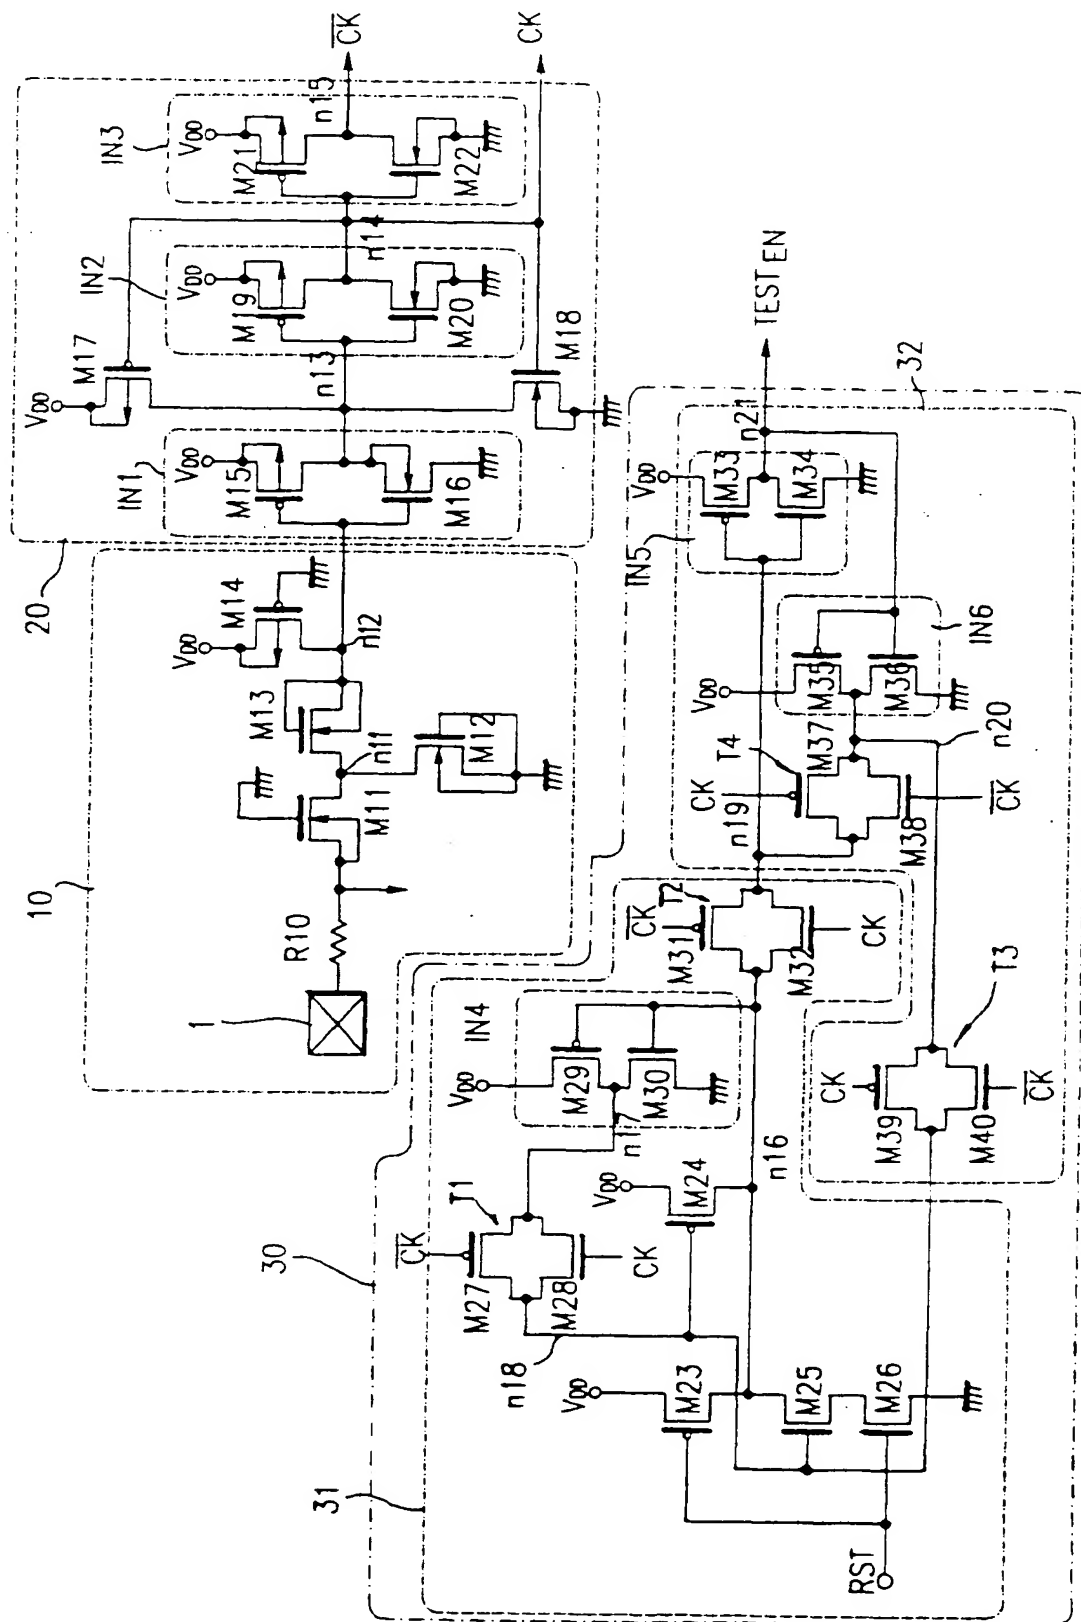 10
1
R10
M11
n11
M12
M13
VDD
M14
n12
20
IN1
VDD
M15
M16
VDD
M17
n13
M18
IN2
VDD
M19
M20
n1
IN3
VDD
M21
M22
n15
CK
CK
30
31
RST
VDD
M23
M25
M26
n18
CK
M27
T1
M28
CK
VDD
M24
n16
n17
IN4
VDD
M29
M30
CK
M31
T2
M32
CK
32
n19
CK
T4
M37
M38
CK
n20
VDD
M35
M36
IN6
IN5
VDD
M33
M34
n21
TESTEN
CK
M39
M40
T3
CK